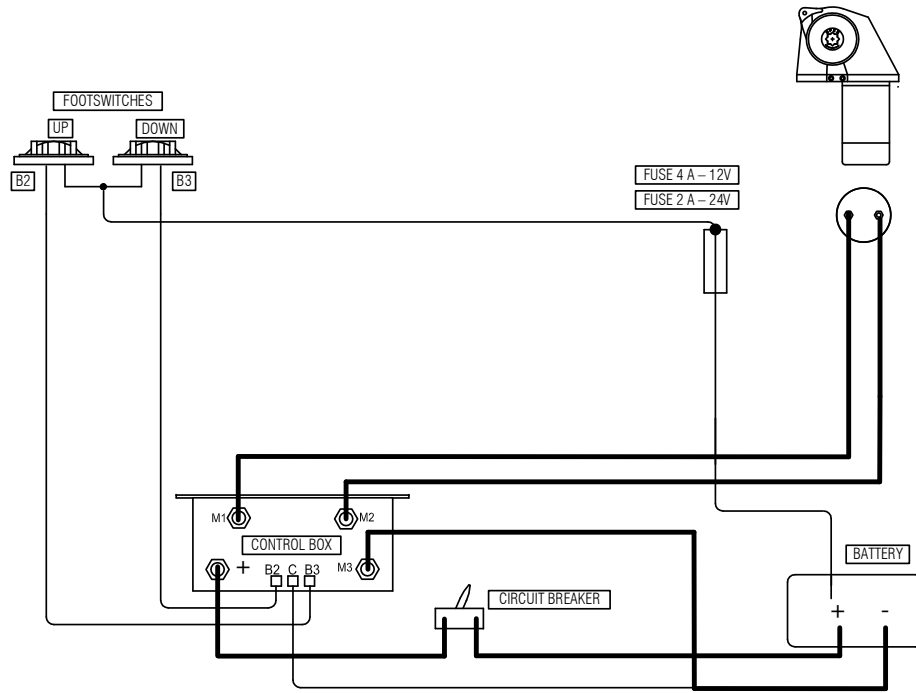 FOOTSWITCHES
UP
DOWN
B2
B3
FUSE 4 A – 12V
FUSE 2 A – 24V
M1
M2
CONTROL BOX
+
B2 C B3
M3
BATTERY
CIRCUIT BREAKER
+ -